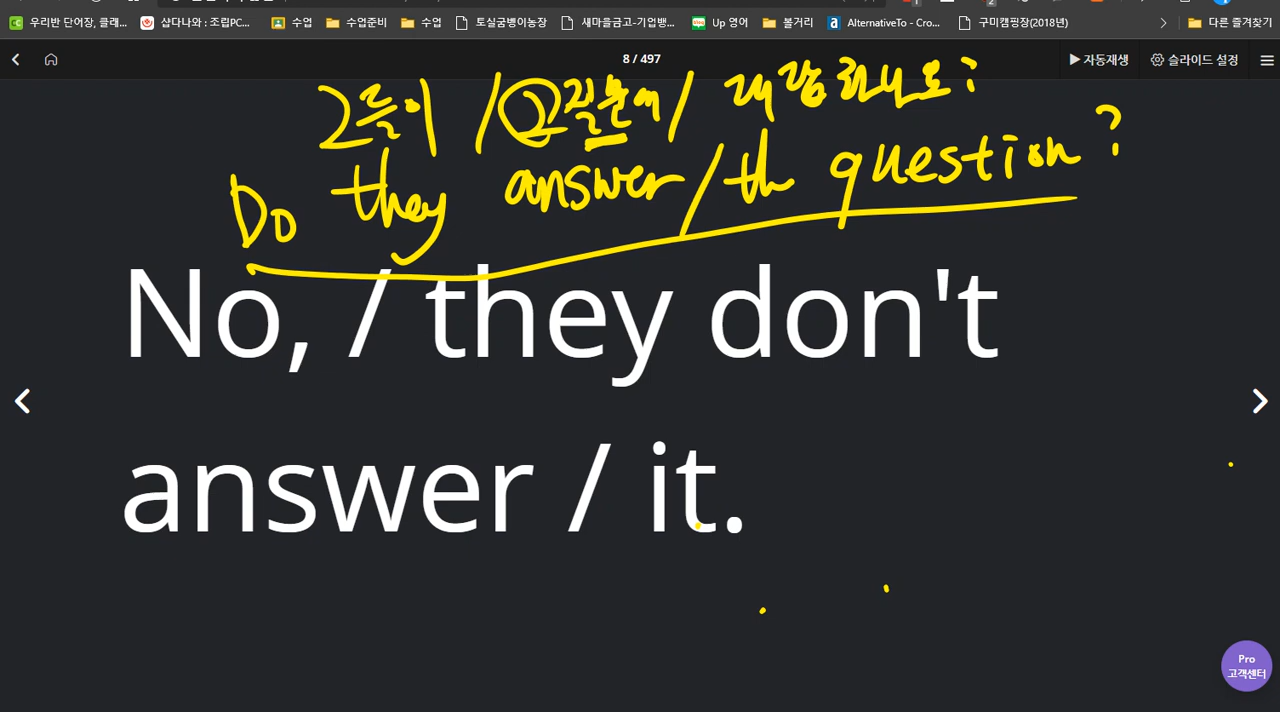 우리반 단어장, 클래... 샵다나와 : 조립PC... 수업 수업준비 수업 토실굼벵이농장 새마을금고-기업뱅... Up 영어 볼거리 AlternativeTo - Cro... 구미캠핑장(2018년) 다른 즐겨찾기
8 / 497 자동재생 슬라이드 설정
그들이 / 그 질문에 / 대답하나요?
Do they answer / th question?
No, / they don't
answer / it.
Pro
고객센터